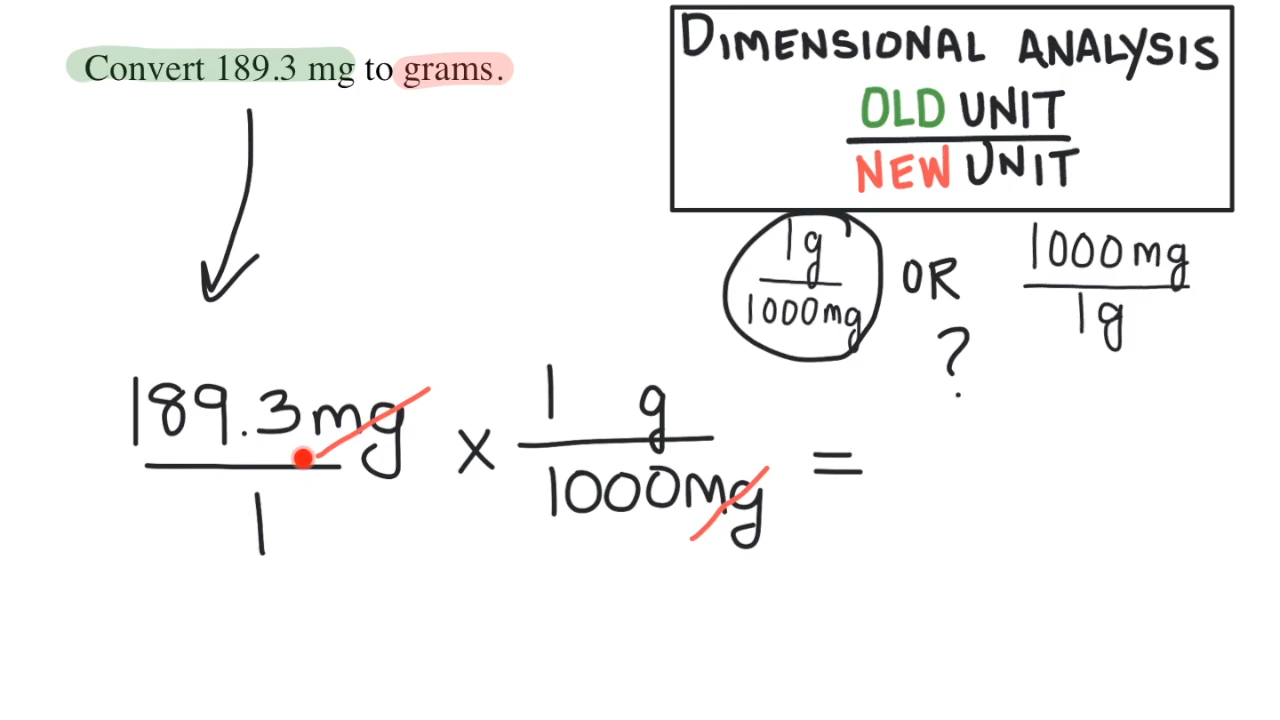 Convert 189.3 mg to grams.
DIMENSIONAL ANALYSIS
OLD UNIT
NEW UNIT
1g
1000mg
OR
?
1000mg
1g
189.3mg
1
×
1 g
1000mg
=